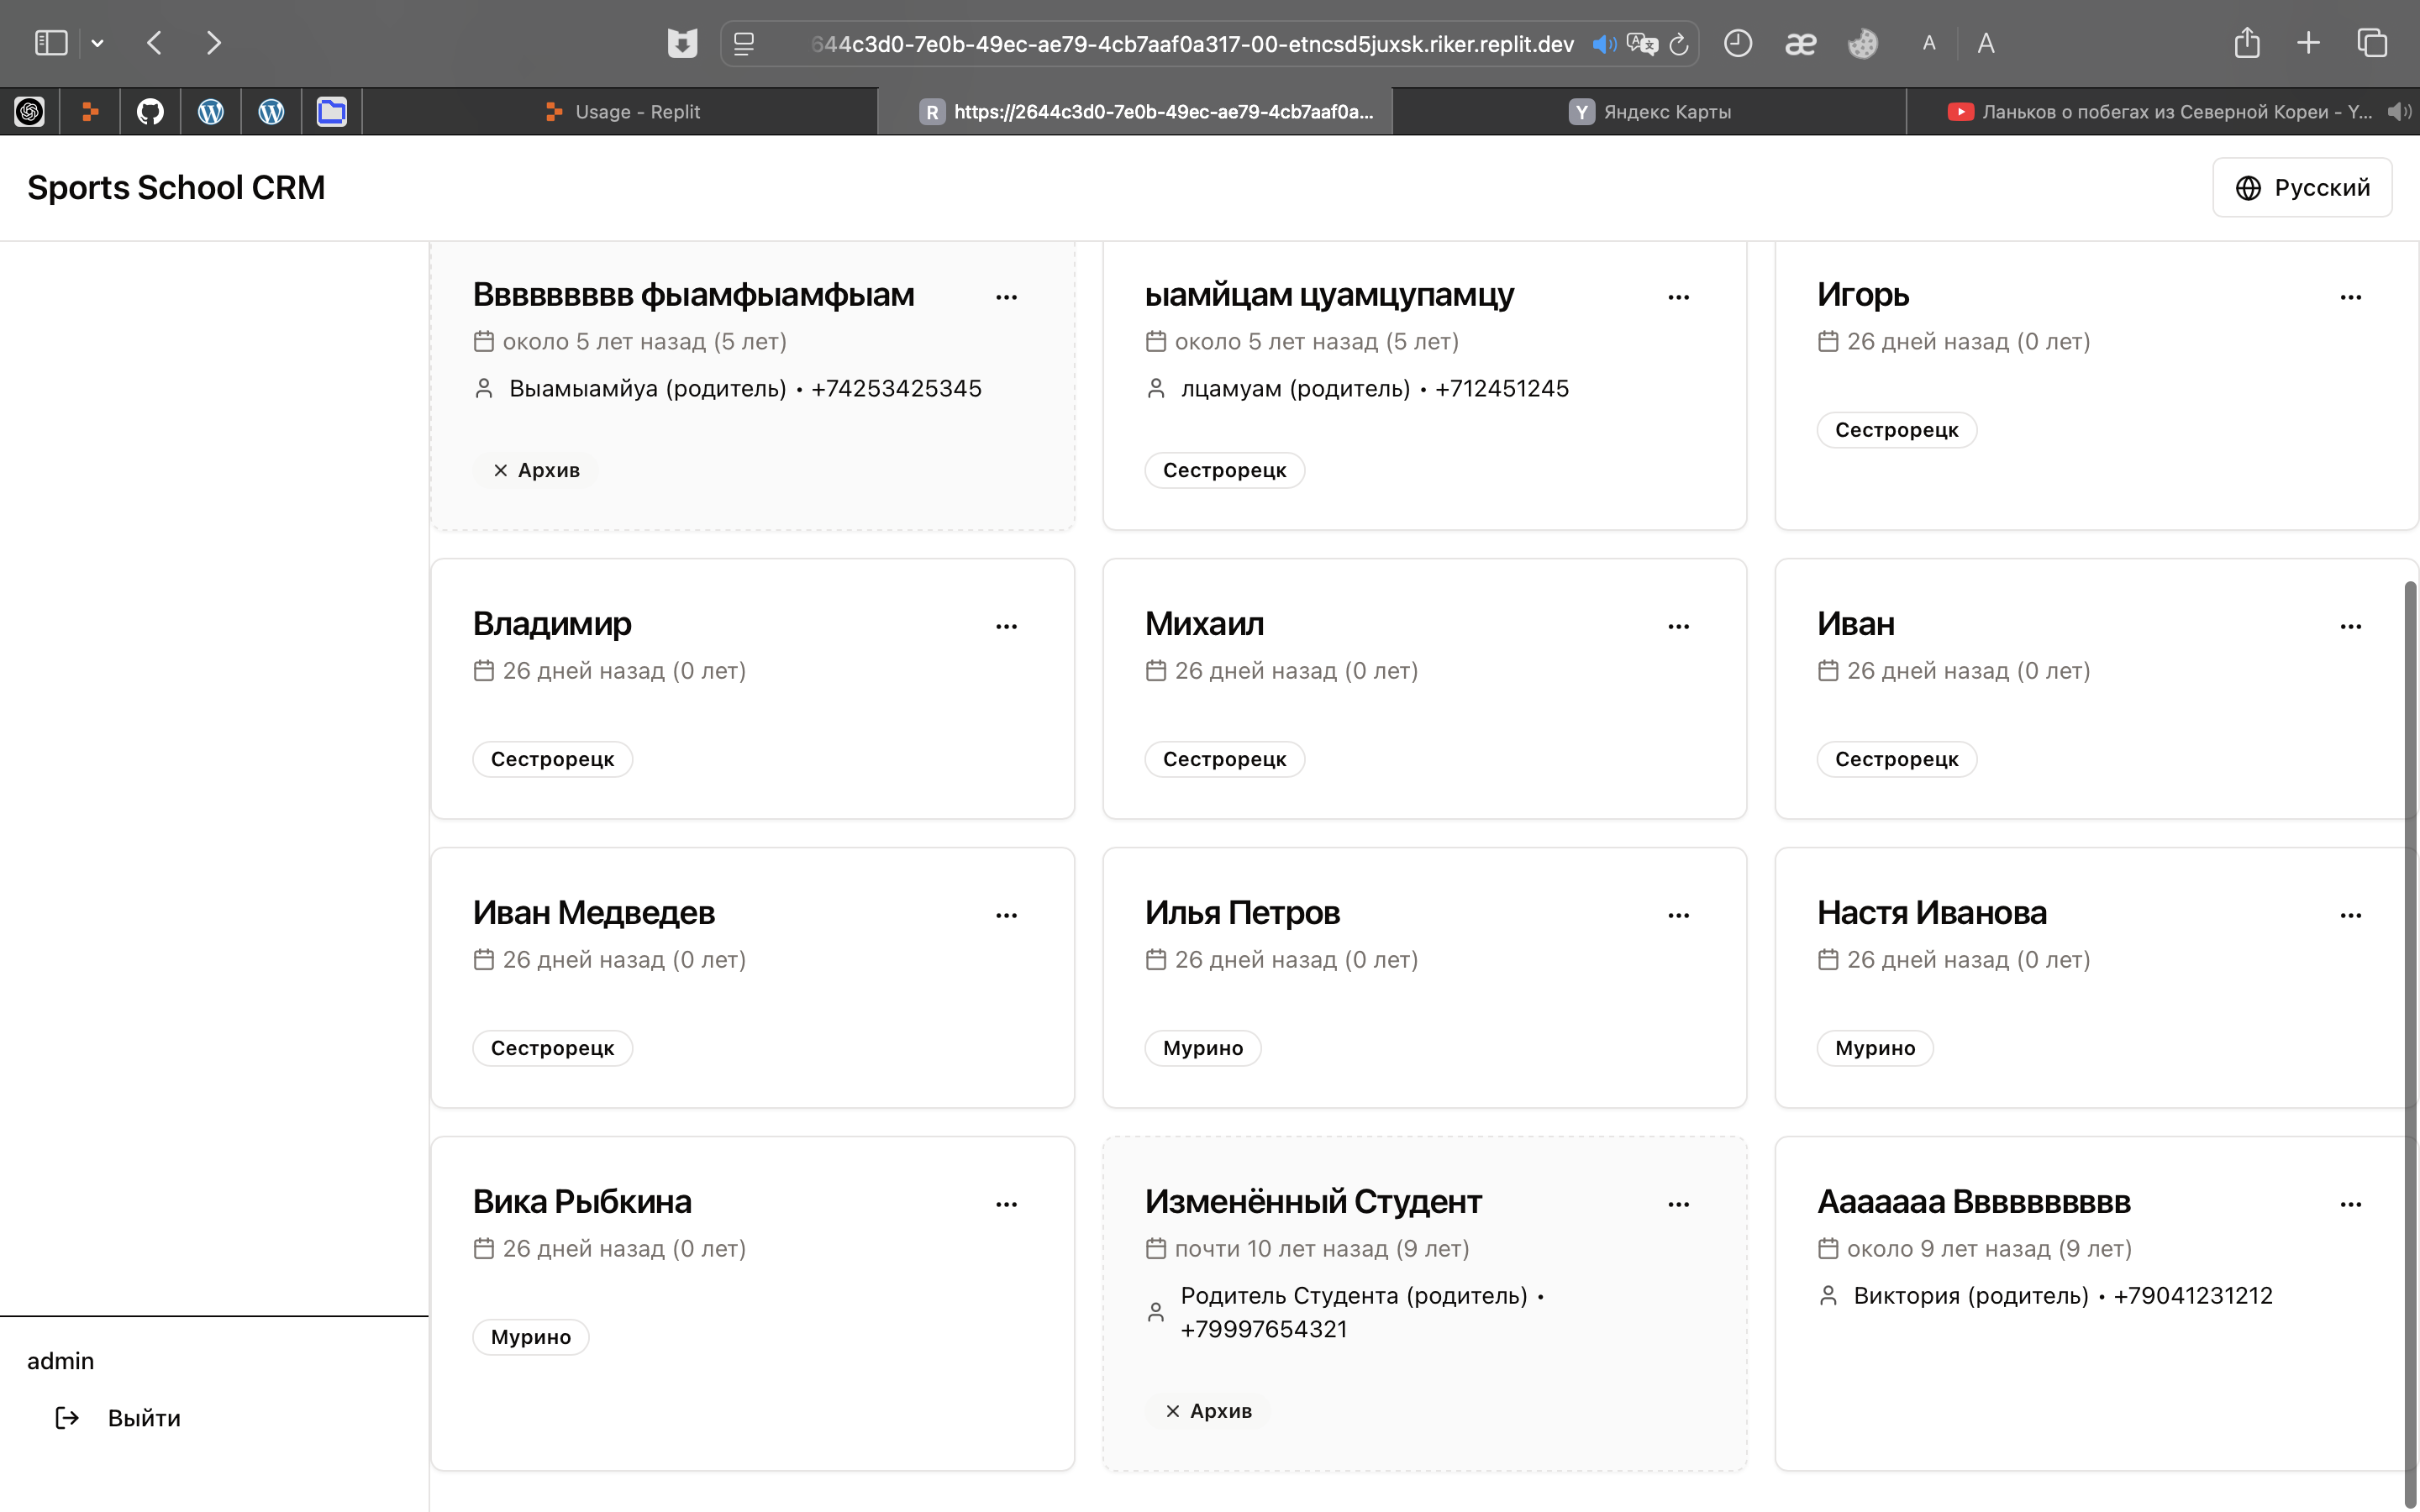 644c3d0-7e0b-49ec-ae79-4cb7aaf0a317-00-etncsd5juxsk.riker.replit.dev
æ A A
Usage - Replit
R https://2644c3d0-7e0b-49ec-ae79-4cb7aaf0a...
Y Яндекс Карты
Ланьков о побегах из Северной Кореи - Y...
Sports School CRM
Русский
Вввввввв фыамфыамфыам
около 5 лет назад (5 лет)
Выамыамйуа (родитель) • +74253425345
Архив
ыамйцам цуамцупамцу
около 5 лет назад (5 лет)
лцамуам (родитель) • +712451245
Сестрорецк
Игорь
26 дней назад (0 лет)
Сестрорецк
Владимир
26 дней назад (0 лет)
Сестрорецк
Михаил
26 дней назад (0 лет)
Сестрорецк
Иван
26 дней назад (0 лет)
Сестрорецк
Иван Медведев
26 дней назад (0 лет)
Сестрорецк
Илья Петров
26 дней назад (0 лет)
Мурино
Настя Иванова
26 дней назад (0 лет)
Мурино
Вика Рыбкина
26 дней назад (0 лет)
Мурино
Изменённый Студент
почти 10 лет назад (9 лет)
Родитель Студента (родитель) •
+79997654321
Архив
Ааааааа Ввввввввв
около 9 лет назад (9 лет)
Виктория (родитель) • +79041231212
admin
Выйти